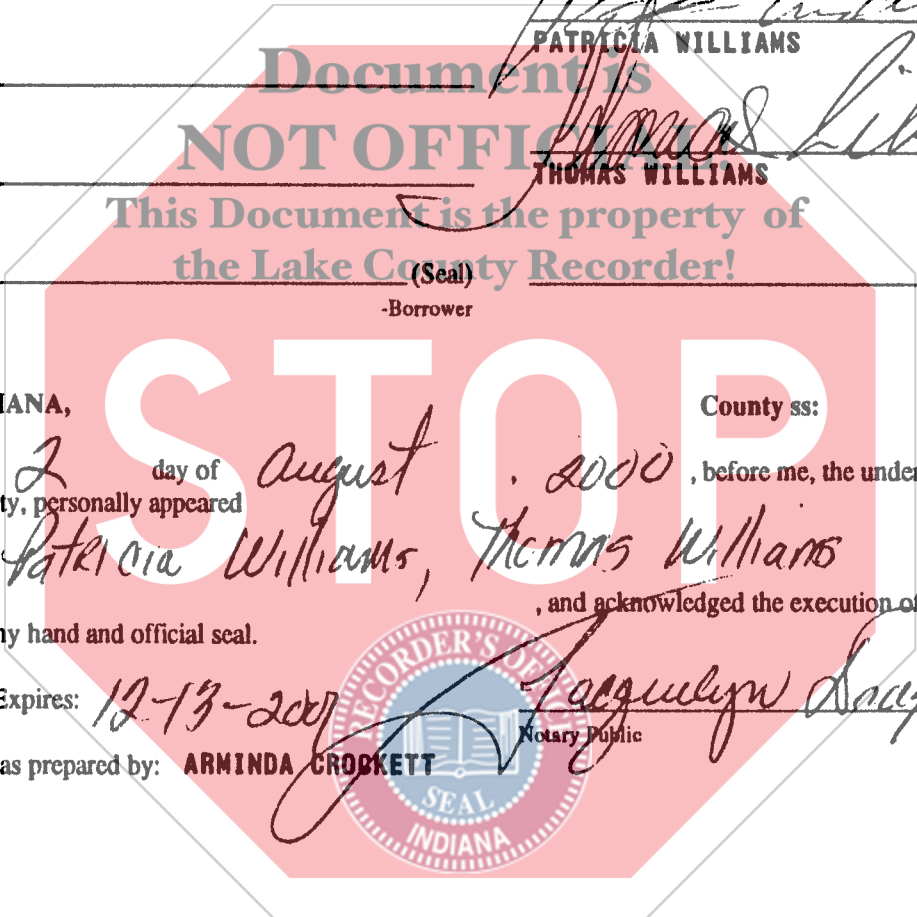 PATRICIA WILLIAMS
Document is
NOT OFFICIAL!
Thomas
THOMAS WILLIAMS
This Document is the property of
the Lake County Recorder!
(Seal)
-Borrower
STOP
IANA,
County ss:
2 day of August . 2000 , before me, the under
ty, personally appeared
Patricia Williams, Thomas Williams
, and acknowledged the execution of
ny hand and official seal.
Expires: 12-13-2007
Jacquelyn
Notary Public
as prepared by: ARMINDA CROCKETT
RECORDER'S OFFICE
SEAL
INDIANA